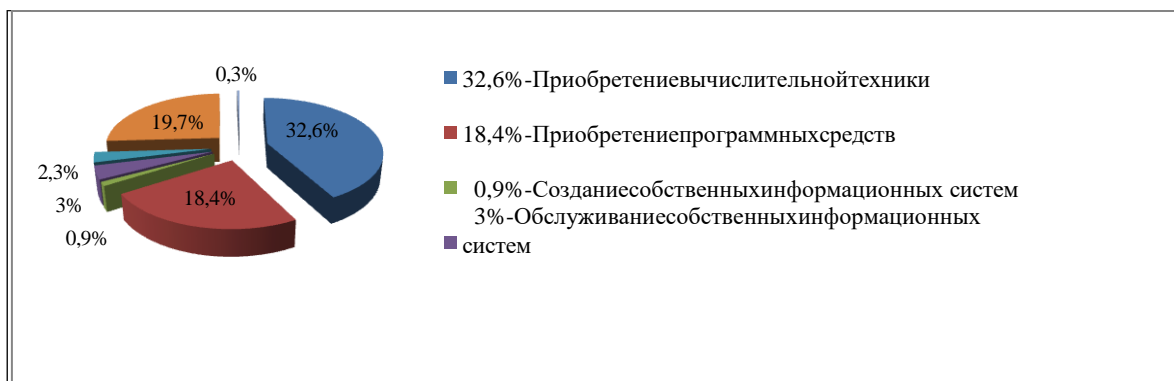 0,3%
19,7%
32,6%
2,3%
3%
18,4%
0,9%
32,6%-Приобретениевычислительнойтехники
18,4%-Приобретениепрограммныхсредств
0,9%-Созданиесобственныхинформационных систем
3%-Обслуживаниесобственныхинформационных
систем